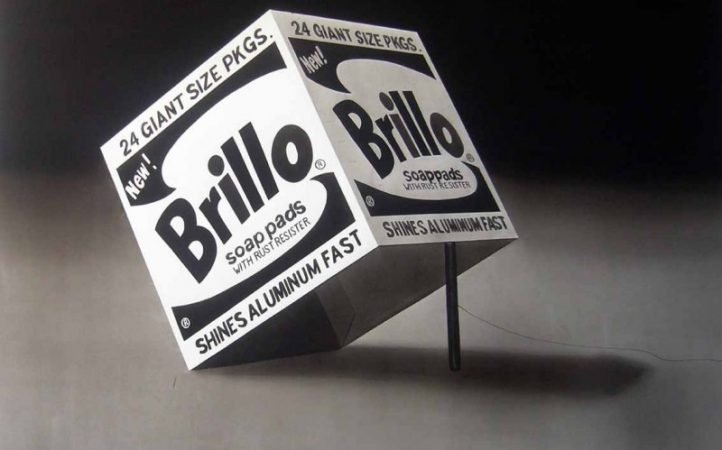 24 GIANT SIZE PKGS.
New!
Brillo®
soap pads
WITH RUST RESISTER
®
SHINES ALUMINUM FAST
24 GIANT SIZE PKGS.
New!
Brillo®
soap pads
WITH RUST RESISTER
®
SHINES ALUMINUM FAST